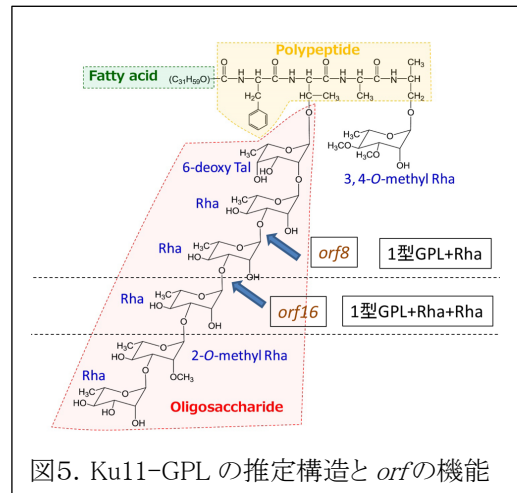 Polypeptide
Fatty acid
(C31H59O)
6-deoxy Tal
3, 4-O-methyl Rha
Rha
Rha
orf8
1型GPL+Rha
Rha
orf16
1型GPL+Rha+Rha
2-O-methyl Rha
Rha
Oligosaccharide
図5. Ku11-GPL の推定構造と orfの機能